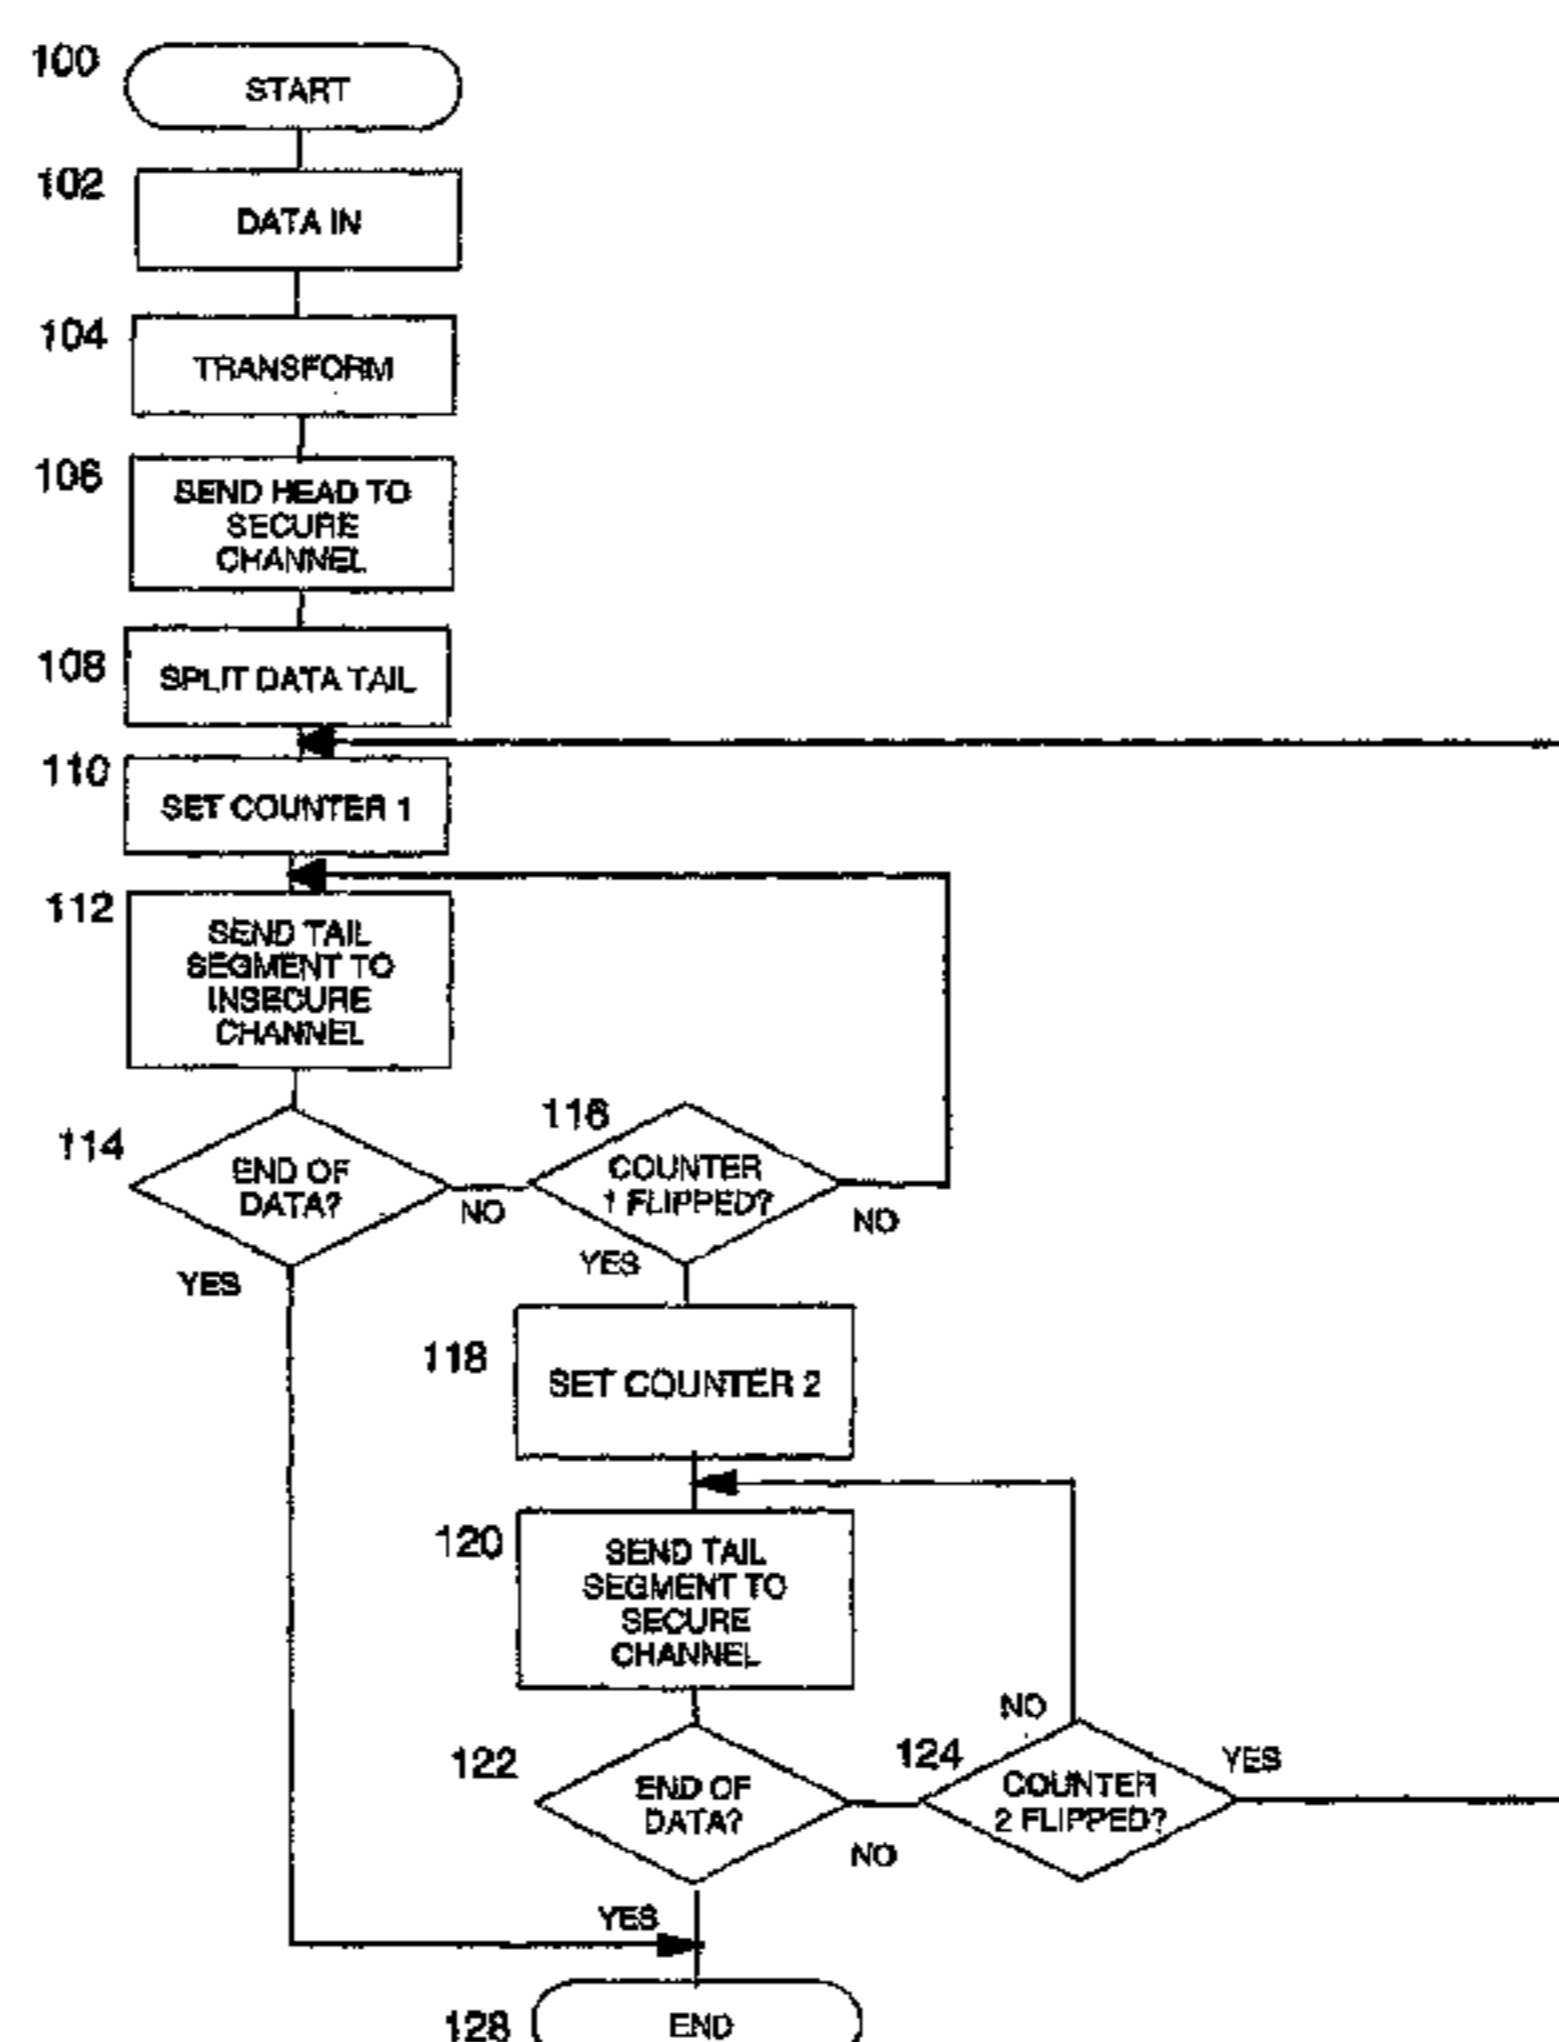 100
START
102
DATA IN
104
TRANSFORM
106
SEND HEAD TO
SECURE
CHANNEL
108
SPLIT DATA TAIL
110
SET COUNTER 1
112
SEND TAIL
SEGMENT TO
INSECURE
CHANNEL
114
END OF
DATA?
NO
YES
116
COUNTER
1 FLIPPED?
NO
YES
118
SET COUNTER 2
120
SEND TAIL
SEGMENT TO
SECURE
CHANNEL
122
END OF
DATA?
NO
YES
124
COUNTER
2 FLIPPED?
NO
YES
128
END